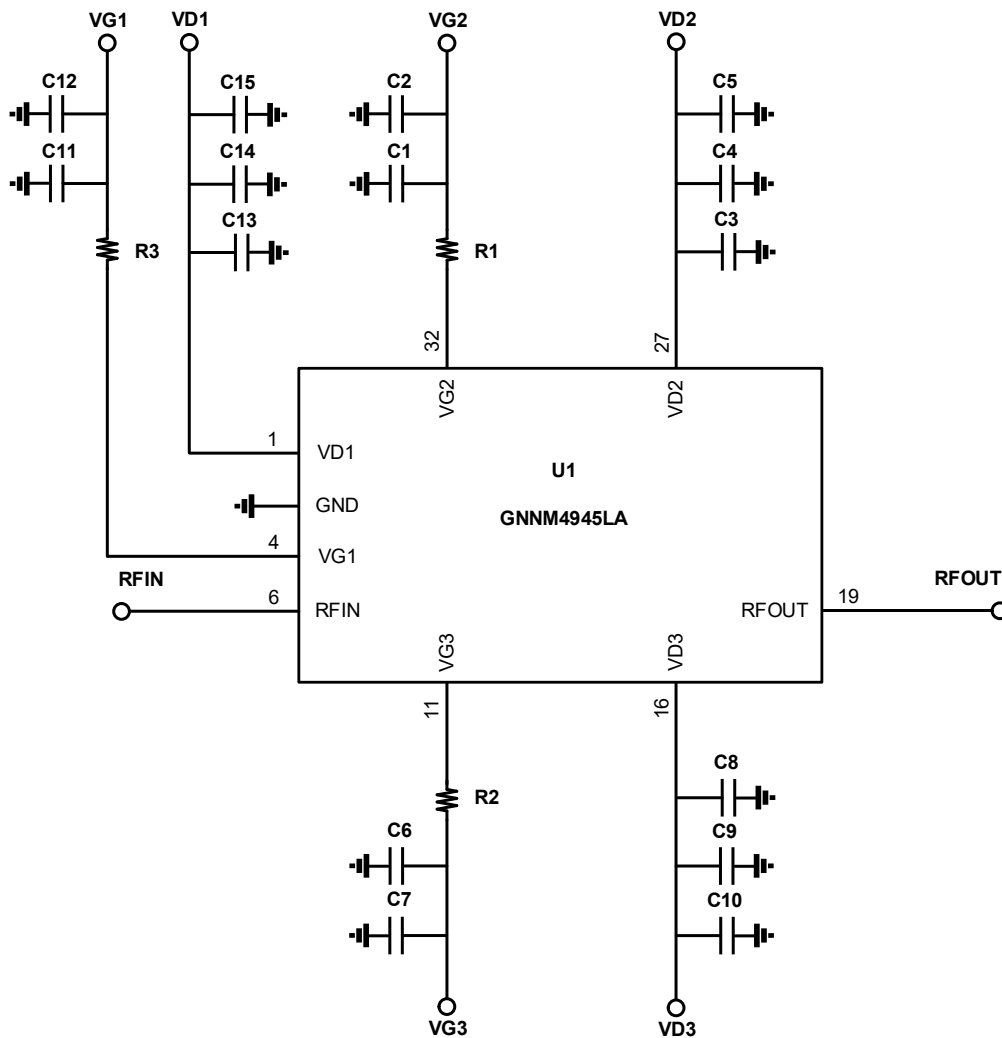 VG1 VD1 VG2 VD2
C12 C15 C2 C5
C11 C14 C1 C4
C13 C3
R3 R1
32 27
VG2 VD2
1 VD1
U1
GND
GNNM4945LA
4 VG1
RFIN RFOUT
6 RFIN RFOUT 19
VG3 VD3
11 16
C8
R2
C6 C9
C7 C10
VG3 VD3